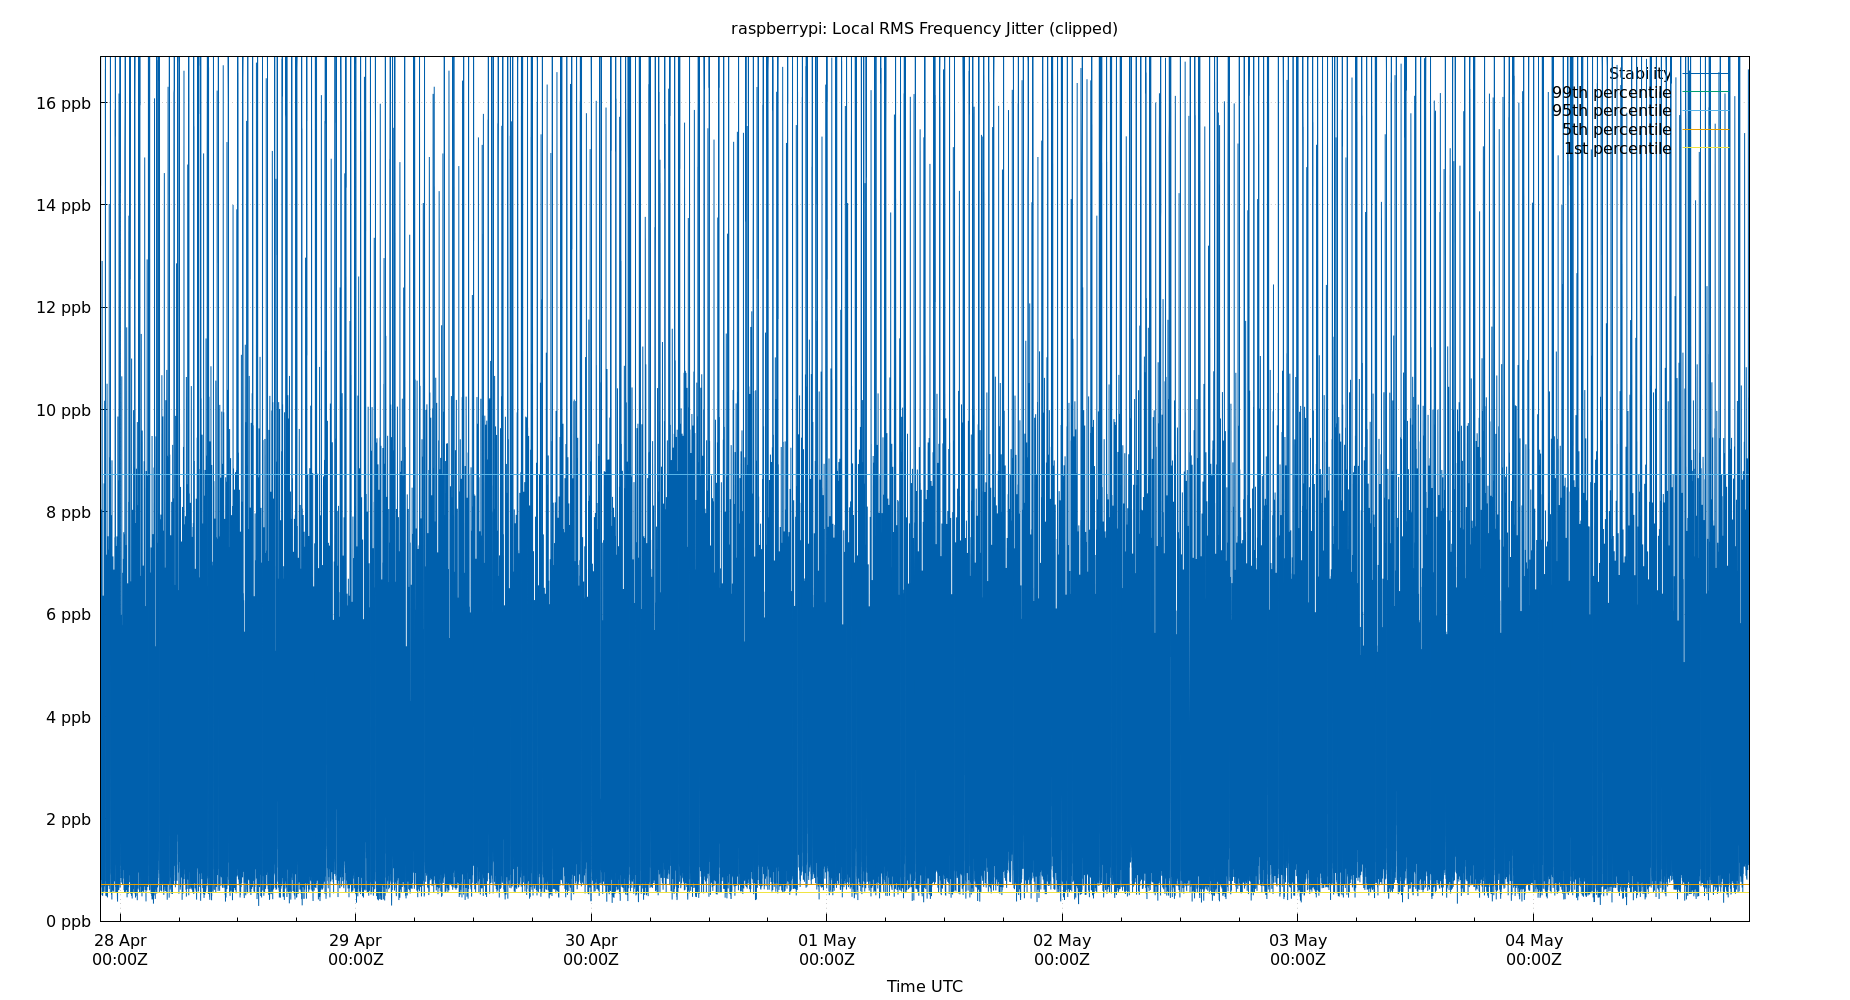 raspberrypi: Local RMS Frequency Jitter (clipped)
Stability
99th percentile
95th percentile
5th percentile
1st percentile
16 ppb
14 ppb
12 ppb
10 ppb
8 ppb
6 ppb
4 ppb
2 ppb
0 ppb
28 Apr 29 Apr 30 Apr 01 May 02 May 03 May 04 May
00:00Z 00:00Z 00:00Z 00:00Z 00:00Z 00:00Z 00:00Z
Time UTC